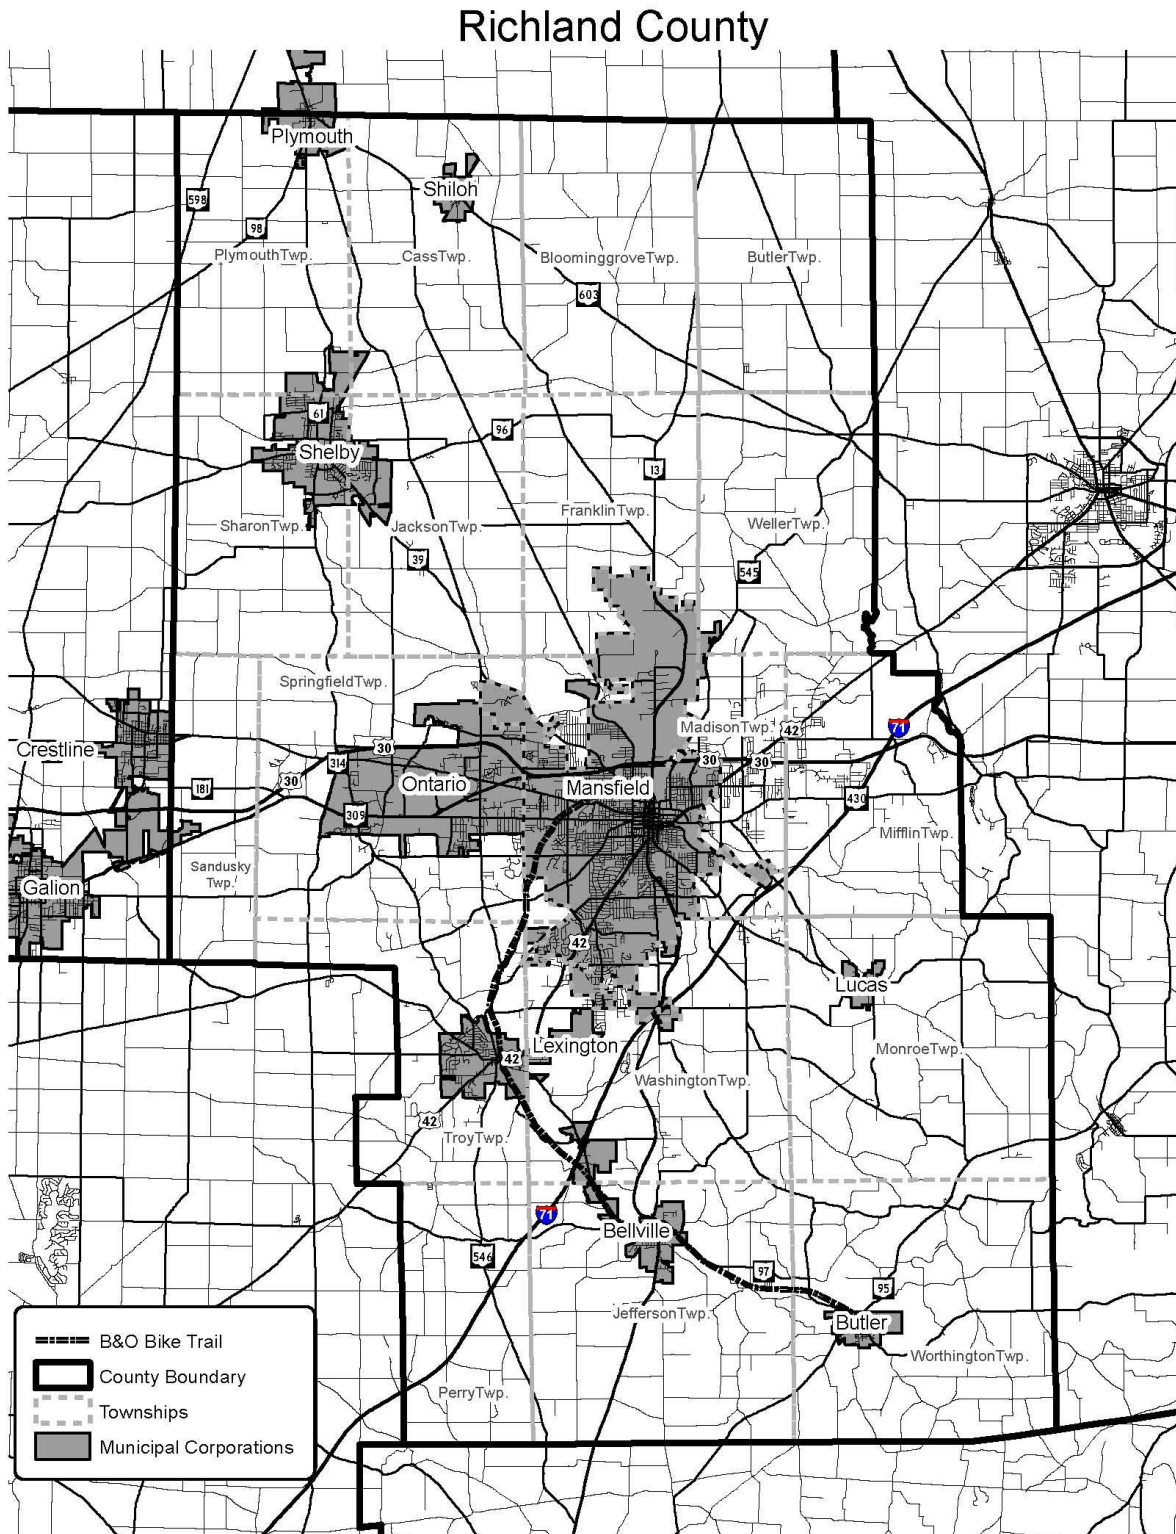 Richland County
Plymouth
Shiloh
598
98
PlymouthTwp.
CassTwp.
BloominggroveTwp.
ButlerTwp.
603
61
96
Shelby
13
SharonTwp.
JacksonTwp.
FranklinTwp.
WellerTwp.
39
545
SpringfieldTwp.
MadisonTwp.
42
71
Crestline
30
314
30
30
181
30
Ontario
Mansfield
430
309
MifflinTwp.
Sandusky
Twp.
Galion
42
Lucas
Lexington
42
MonroeTwp.
WashingtonTwp.
42
TroyTwp.
71
Bellville
546
97
95
JeffersonTwp.
Butler
WorthingtonTwp.
PerryTwp.
B&O Bike Trail
County Boundary
Townships
Municipal Corporations